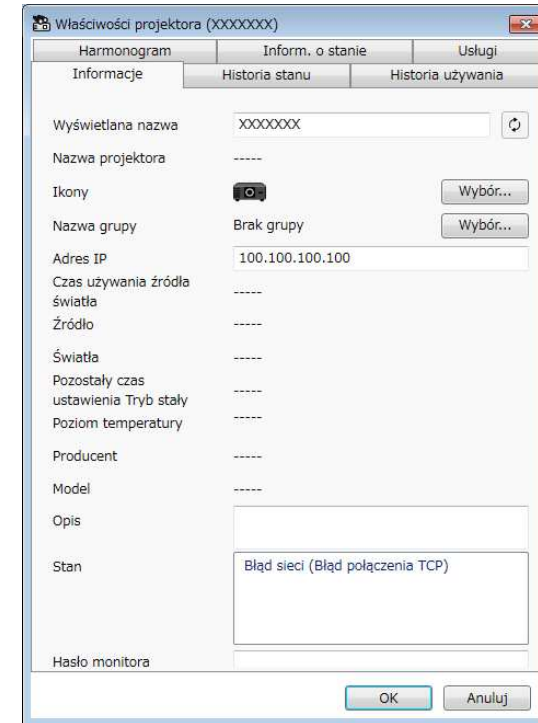 Właściwości projektora (XXXXXXX)
Harmonogram Inform. o stanie Usługi
Informacje Historia stanu Historia używania
Wyświetlana nazwa XXXXXXX
Nazwa projektora -----
Ikony Wybór...
Nazwa grupy Brak grupy Wybór...
Adres IP 100.100.100.100
Czas używania źródła
światła -----
Źródło -----
Światła -----
Pozostały czas
ustawienia Tryb stały -----
Poziom temperatury -----
Producent -----
Model -----
Opis
Stan Błąd sieci (Błąd połączenia TCP)
Hasło monitora
OK Anuluj